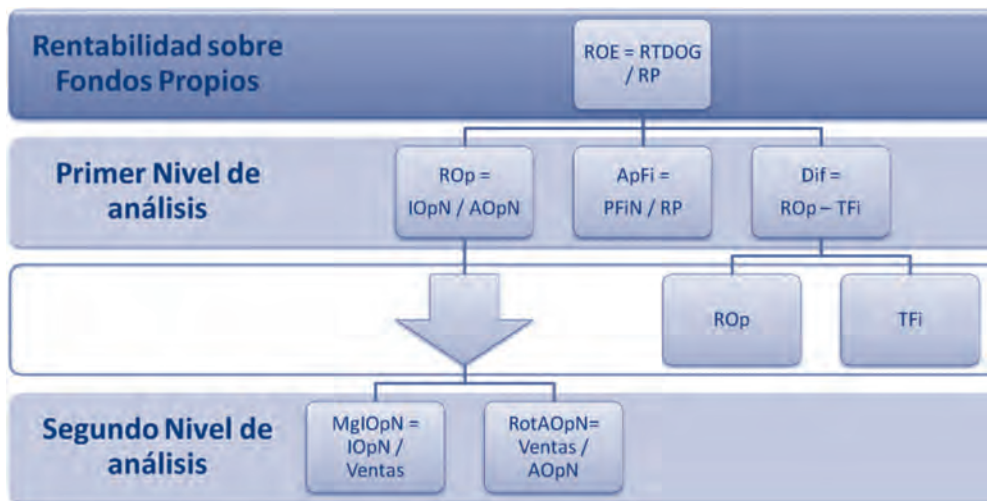 Rentabilidad sobre
Fondos Propios
ROE = RTDOG
/ RP
Primer Nivel de
análisis
ROp =
IOpN / AOpN
ApFi =
PFiN / RP
Dif =
ROp – TFi
ROp
TFi
Segundo Nivel de
análisis
MgIOpN =
IOpN /
Ventas
RotAOpN=
Ventas /
AOpN